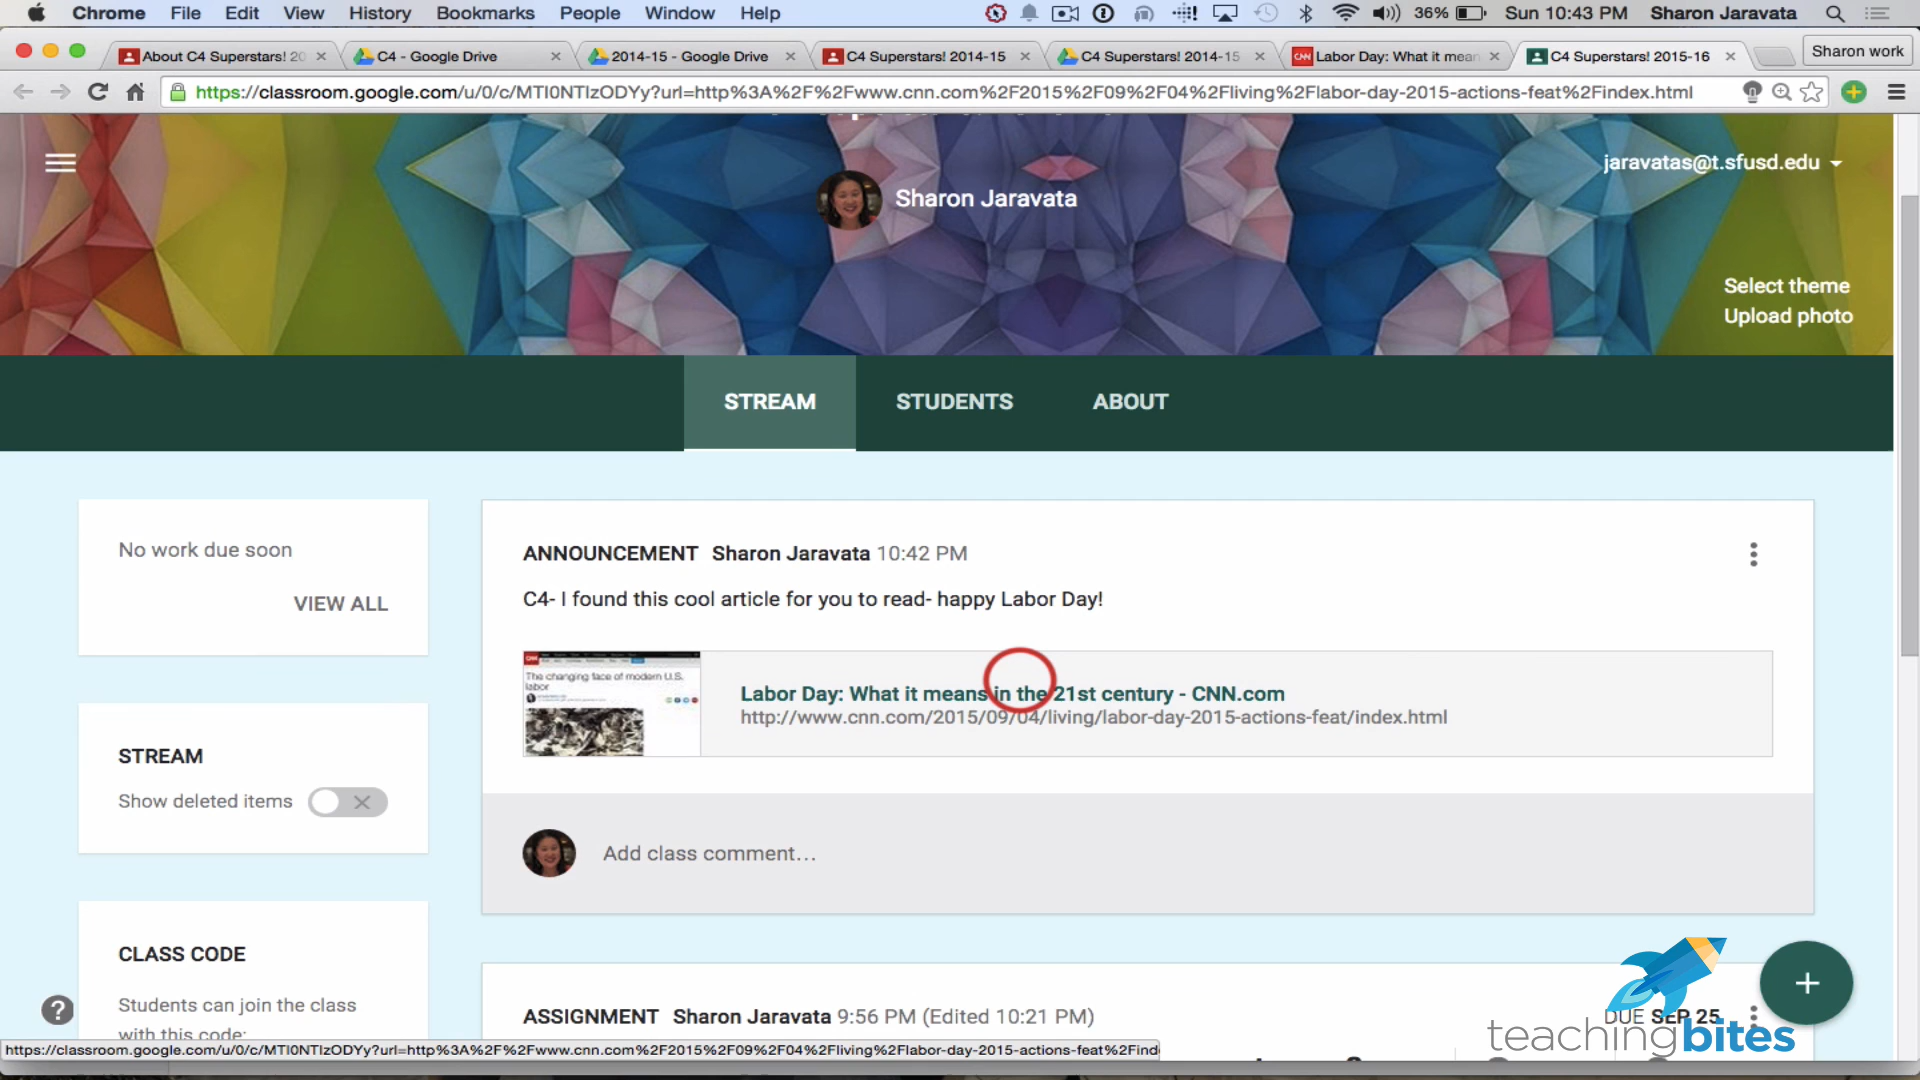 Chrome File Edit View History Bookmarks People Window Help 36% Sun 10:43 PM Sharon Jaravata
About C4 Superstars! 20 C4 - Google Drive 2014-15 - Google Drive C4 Superstars! 2014-15 C4 Superstars! 2014-15 CNN Labor Day: What it mean C4 Superstars! 2015-16 Sharon work
https://classroom.google.com/u/0/c/MTI0NTIzODYy?url=http%3A%2F%2Fwww.cnn.com%2F2015%2F09%2F04%2Fliving%2Flabor-day-2015-actions-feat%2Findex.html
jaravatas@t.sfusd.edu
Sharon Jaravata
Select theme
Upload photo
STREAM STUDENTS ABOUT
No work due soon
VIEW ALL
STREAM
Show deleted items
CLASS CODE
Students can join the class
with this code:
ANNOUNCEMENT Sharon Jaravata 10:42 PM
C4- I found this cool article for you to read- happy Labor Day!
CNN
The changing face of modern U.S.
labor
Labor Day: What it means in the 21st century - CNN.com
http://www.cnn.com/2015/09/04/living/labor-day-2015-actions-feat/index.html
Add class comment…
ASSIGNMENT Sharon Jaravata 9:56 PM (Edited 10:21 PM) DUE SEP 25
+
?
teachingbites
https://classroom.google.com/u/0/c/MTI0NTIzODYy?url=http%3A%2F%2Fwww.cnn.com%2F2015%2F09%2F04%2Fliving%2Flabor-day-2015-actions-feat%2Find